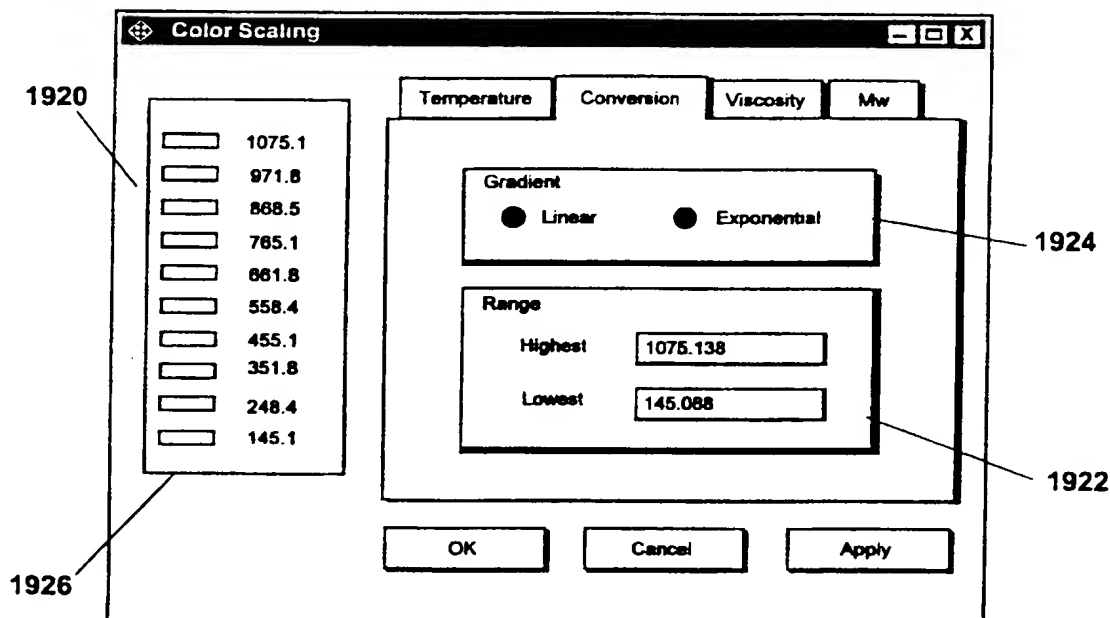 Color Scaling
1920
1075.1
971.8
868.5
765.1
661.8
558.4
455.1
351.8
248.4
145.1
1926
Temperature Conversion Viscosity Mw
Gradient
Linear Exponential
1924
Range
Highest 1075.138
Lowest 145.088
1922
OK Cancel Apply